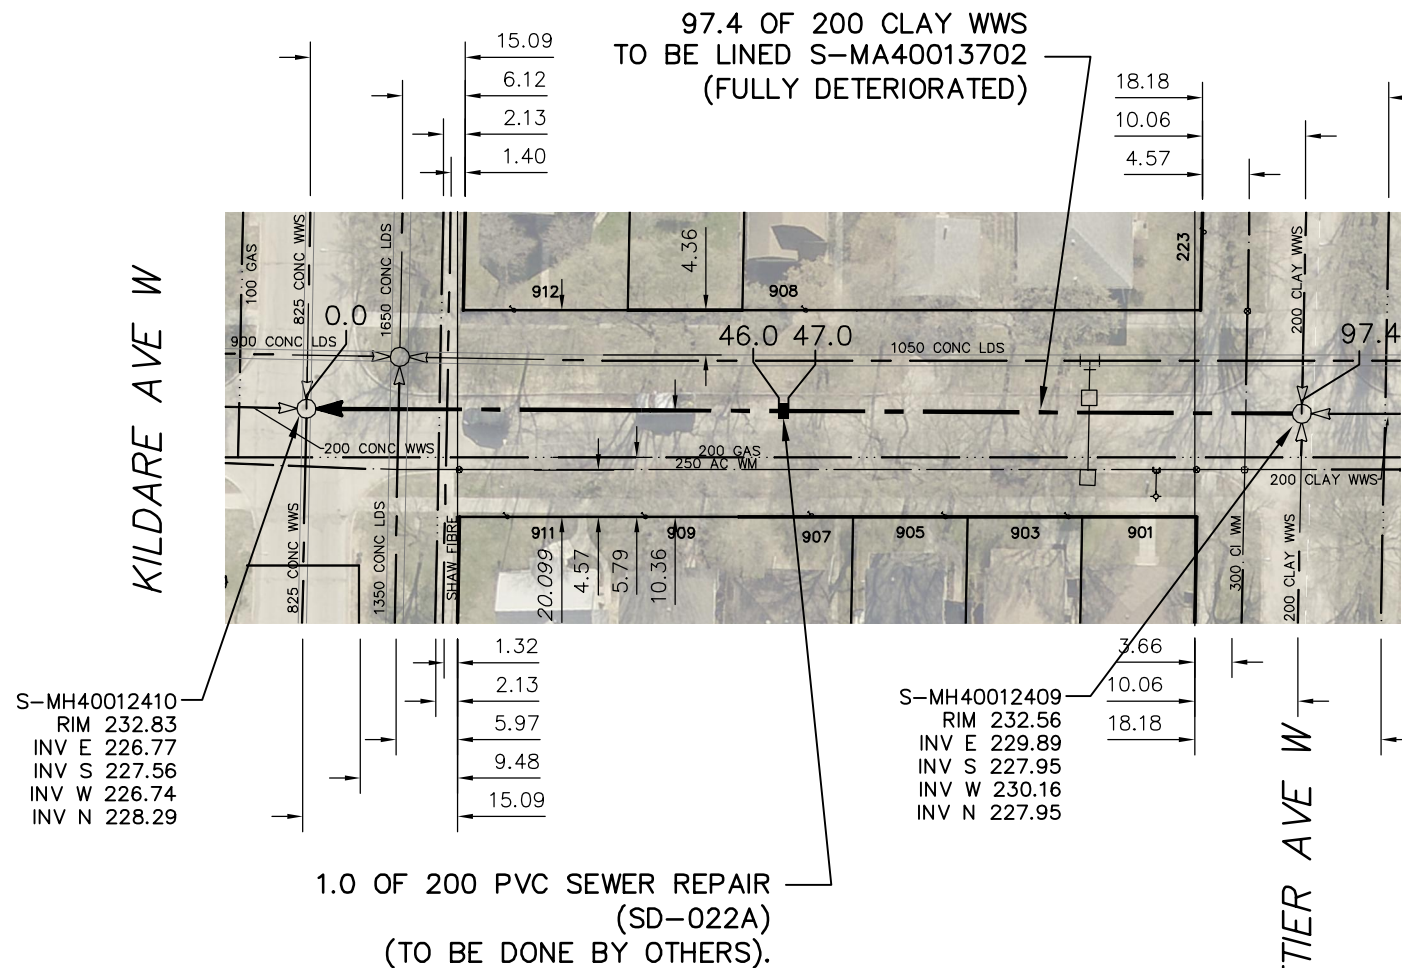 97.4 OF 200 CLAY WWS
TO BE LINED S-MA40013702
(FULLY DETERIORATED)
15.09
6.12
2.13
1.40
18.18
10.06
4.57
KILDARE AVE W
100 GAS
825 CONC WWS
1650 CONC LDS
0.0
900 CONC LDS
912
4.36
908
223
200 CLAY WWS
46.0 47.0
1050 CONC LDS
97.4
200 CONC WWS
200 GAS
250 AC WM
200 CLAY WWS
825 CONC WWS
1350 CONC LDS
SHAW FIBRE
911
909
907
905
903
901
20.099
4.57
5.79
10.36
300 CI WM
200 CLAY WWS
1.32
2.13
5.97
9.48
15.09
3.66
10.06
18.18
S-MH40012410
RIM 232.83
INV E 226.77
INV S 227.56
INV W 226.74
INV N 228.29
S-MH40012409
RIM 232.56
INV E 229.89
INV S 227.95
INV W 230.16
INV N 227.95
TIER AVE W
1.0 OF 200 PVC SEWER REPAIR
(SD-022A)
(TO BE DONE BY OTHERS).